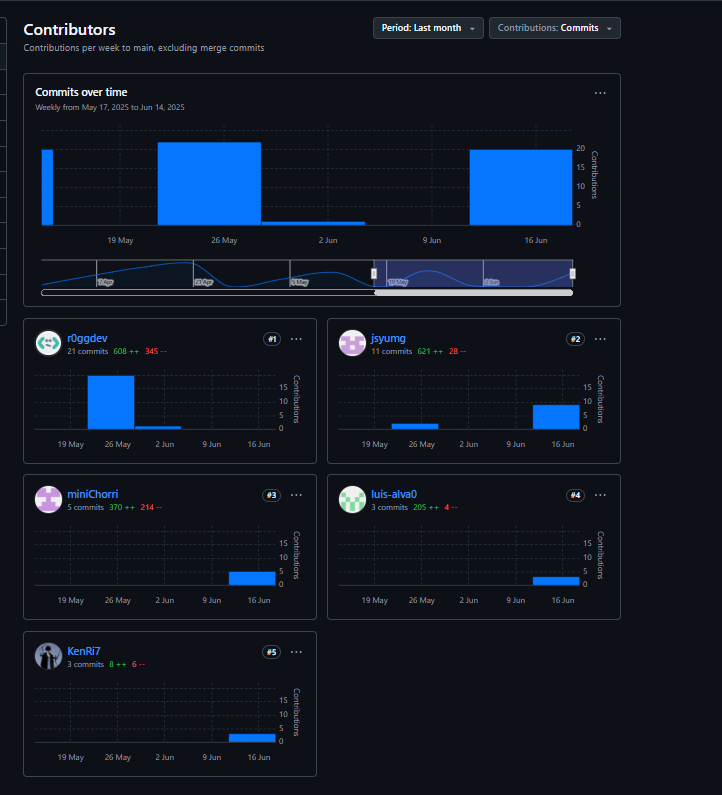 Contributors
Period: Last month
Contributions: Commits
Contributions per week to main, excluding merge commits
Commits over time
Weekly from May 17, 2025 to Jun 14, 2025
20
15
10
5
0
Contributions
19 May 26 May 2 Jun 9 Jun 16 Jun
21 Apr
19 May
2 Jun
r0ggdev #1
21 commits 608 ++ 345 --
15
10
5
0
Contributions
19 May 26 May 2 Jun 9 Jun 16 Jun
jsyumg #2
11 commits 621 ++ 28 --
15
10
5
0
Contributions
19 May 26 May 2 Jun 9 Jun 16 Jun
miniChorri #3
5 commits 370 ++ 214 --
15
10
5
0
Contributions
19 May 26 May 2 Jun 9 Jun 16 Jun
luis-alva0 #4
3 commits 205 ++ 4 --
15
10
5
0
Contributions
19 May 26 May 2 Jun 9 Jun 16 Jun
KenRi7 #5
3 commits 8 ++ 6 --
15
10
5
0
Contributions
19 May 26 May 2 Jun 9 Jun 16 Jun